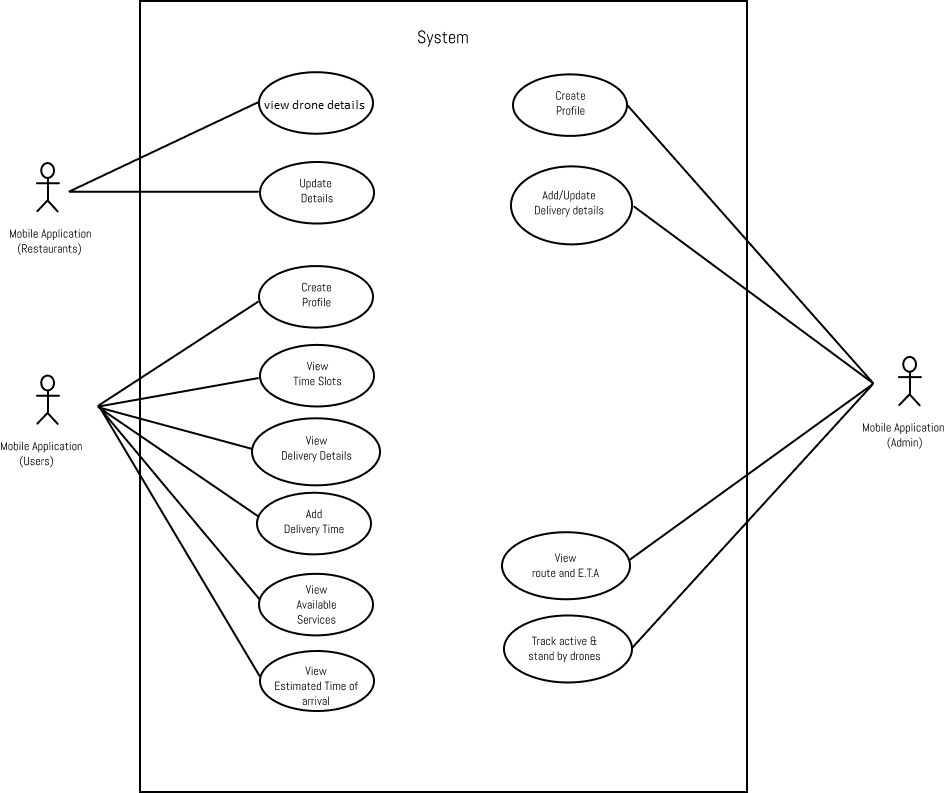 System
view drone details
Update
Details
Mobile Application
(Restaurants)
Create
Profile
View
Time Slots
View
Delivery Details
Add
Delivery Time
View
Available
Services
View
Estimated Time of
arrival
Mobile Application
(Users)
Create
Profile
Add/Update
Delivery details
View
route and E.T.A
Track active &
stand by drones
Mobile Application
(Admin)